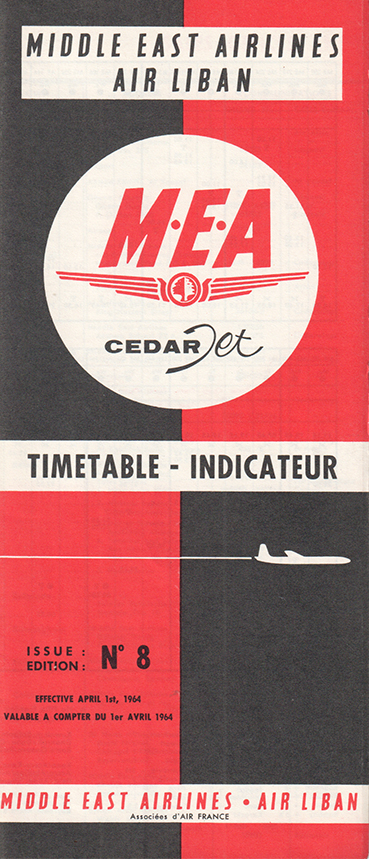 MIDDLE EAST AIRLINES
AIR LIBAN
M·E·A
CEDAR Jet
TIMETABLE - INDICATEUR
ISSUE :
EDITION : N° 8
EFFECTIVE APRIL 1st, 1964
VALABLE A COMPTER DU 1er AVRIL 1964
MIDDLE EAST AIRLINES • AIR LIBAN
Associées d'AIR FRANCE